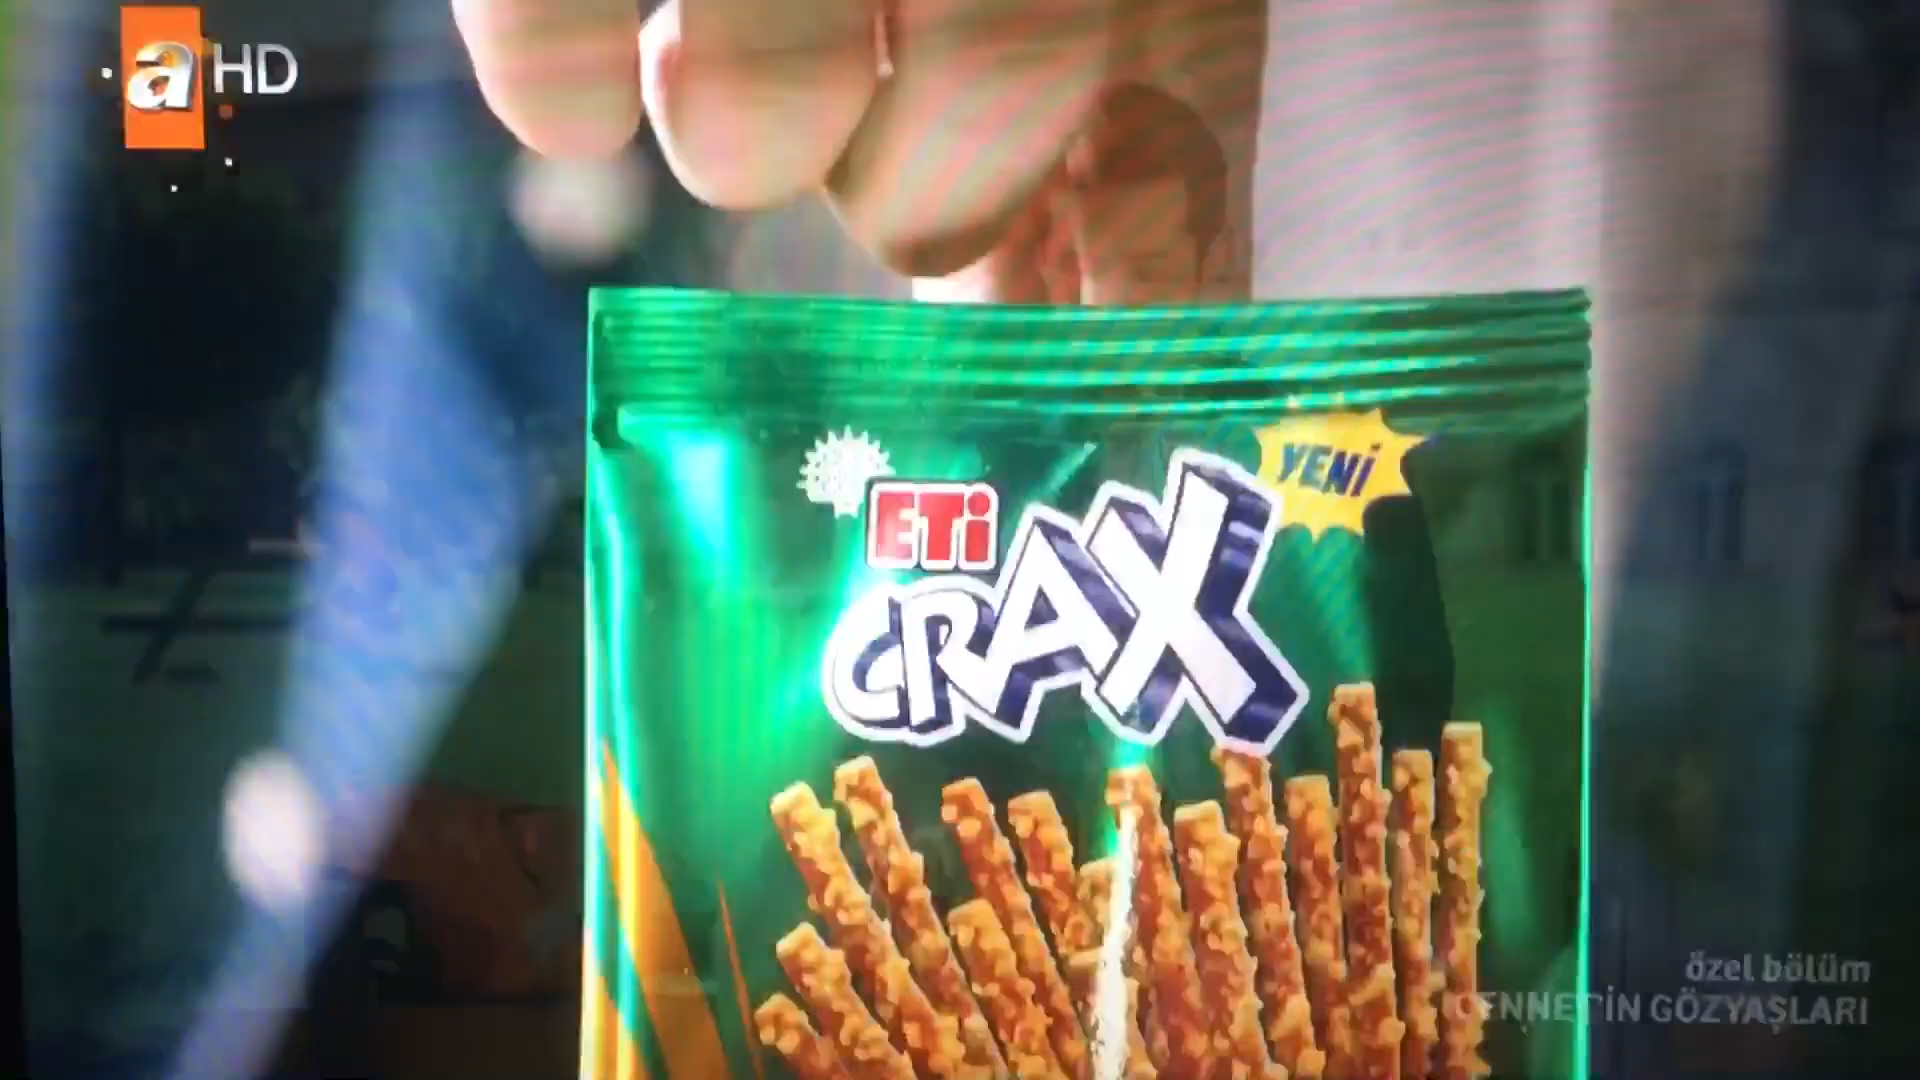 a HD
YENİ
ETİ
CRAX
özel bölüm
CENNET'İN GÖZYAŞLARI